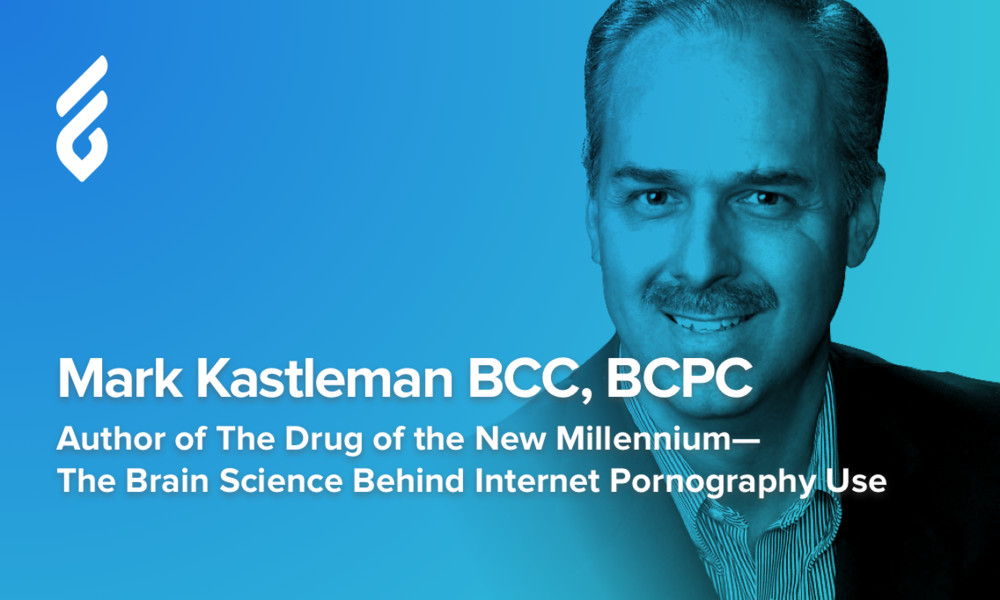 Mark Kastleman BCC, BCPC
Author of The Drug of the New Millennium—
The Brain Science Behind Internet Pornography Use